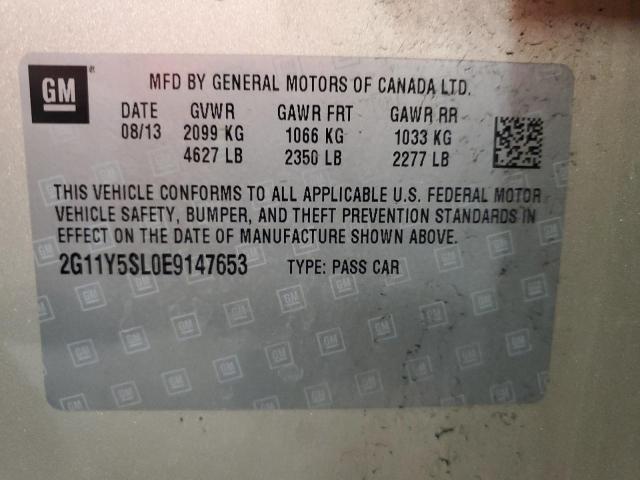 GM
MFD BY GENERAL MOTORS OF CANADA LTD.
DATE GVWR GAWR FRT GAWR RR
08/13 2099 KG 1066 KG 1033 KG
4627 LB 2350 LB 2277 LB
THIS VEHICLE CONFORMS TO ALL APPLICABLE U.S. FEDERAL MOTOR
VEHICLE SAFETY, BUMPER, AND THEFT PREVENTION STANDARDS IN
EFFECT ON THE DATE OF MANUFACTURE SHOWN ABOVE.
2G11Y5SL0E9147653 TYPE: PASS CAR